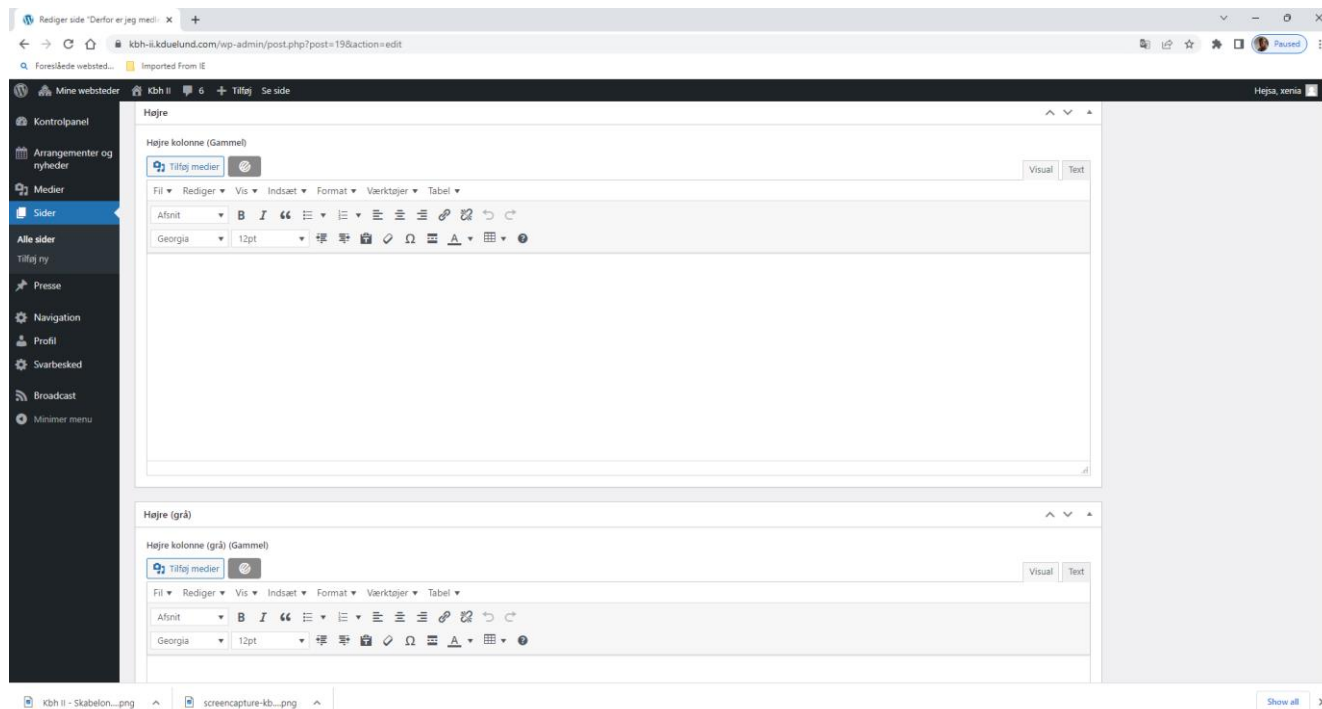 Rediger side "Derfor er jeg medl
kbh-ii.kduelund.com/wp-admin/post.php?post=19&action=edit
Paused
Foreslåede websted...
Imported From IE
Mine websteder
Kbh II
6
Tilføj
Se side
Hejsa, xenia
Kontrolpanel
Arrangementer og
nyheder
Medier
Sider
Alle sider
Tilføj ny
Presse
Navigation
Profil
Svarbesked
Broadcast
Minimer menu
Højre
Højre kolonne (Gammel)
Tilføj medier
Visual Text
Fil Rediger Vis Indsæt Format Værktøjer Tabel
Afsnit B I
Georgia 12pt Ω A
Højre (grå)
Højre kolonne (grå) (Gammel)
Tilføj medier
Visual Text
Fil Rediger Vis Indsæt Format Værktøjer Tabel
Afsnit B I
Georgia 12pt Ω A
Kbh II - Skabelon....png
screencapture-kb....png
Show all